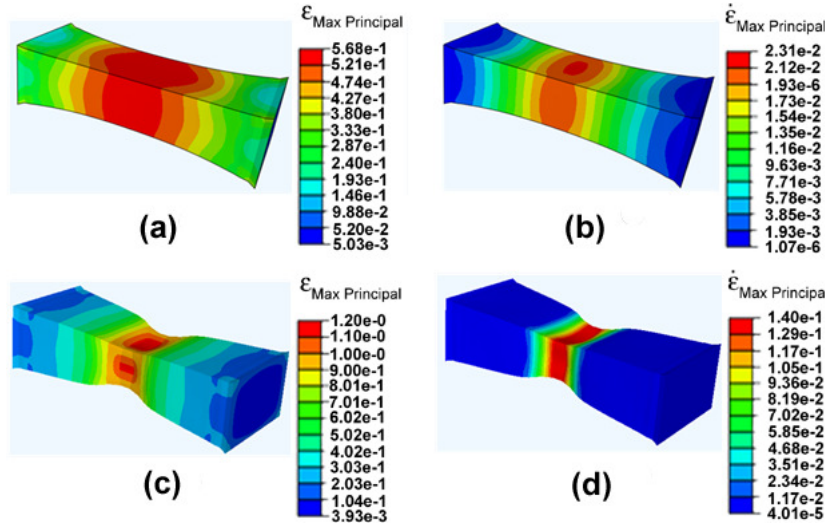 ε Max Principal
5.68e-1
5.21e-1
4.74e-1
4.27e-1
3.80e-1
3.33e-1
2.87e-1
2.40e-1
1.93e-1
1.46e-1
9.88e-2
5.20e-2
5.03e-3
(a)
ε̇ Max Principal
2.31e-2
2.12e-2
1.93e-6
1.73e-2
1.54e-2
1.35e-2
1.16e-2
9.63e-3
7.71e-3
5.78e-3
3.85e-3
1.93e-3
1.07e-6
(b)
ε Max Principal
1.20e-0
1.10e-0
1.00e-0
9.00e-1
8.01e-1
7.01e-1
6.02e-1
5.02e-1
4.02e-1
3.02e-1
2.03e-1
1.04e-1
3.93e-3
(c)
ε̇ Max Principal
1.40e-1
1.29e-1
1.17e-1
1.05e-1
9.36e-2
8.19e-2
7.02e-2
5.85e-2
4.68e-2
3.51e-2
2.34e-2
1.17e-2
4.01e-5
(d)